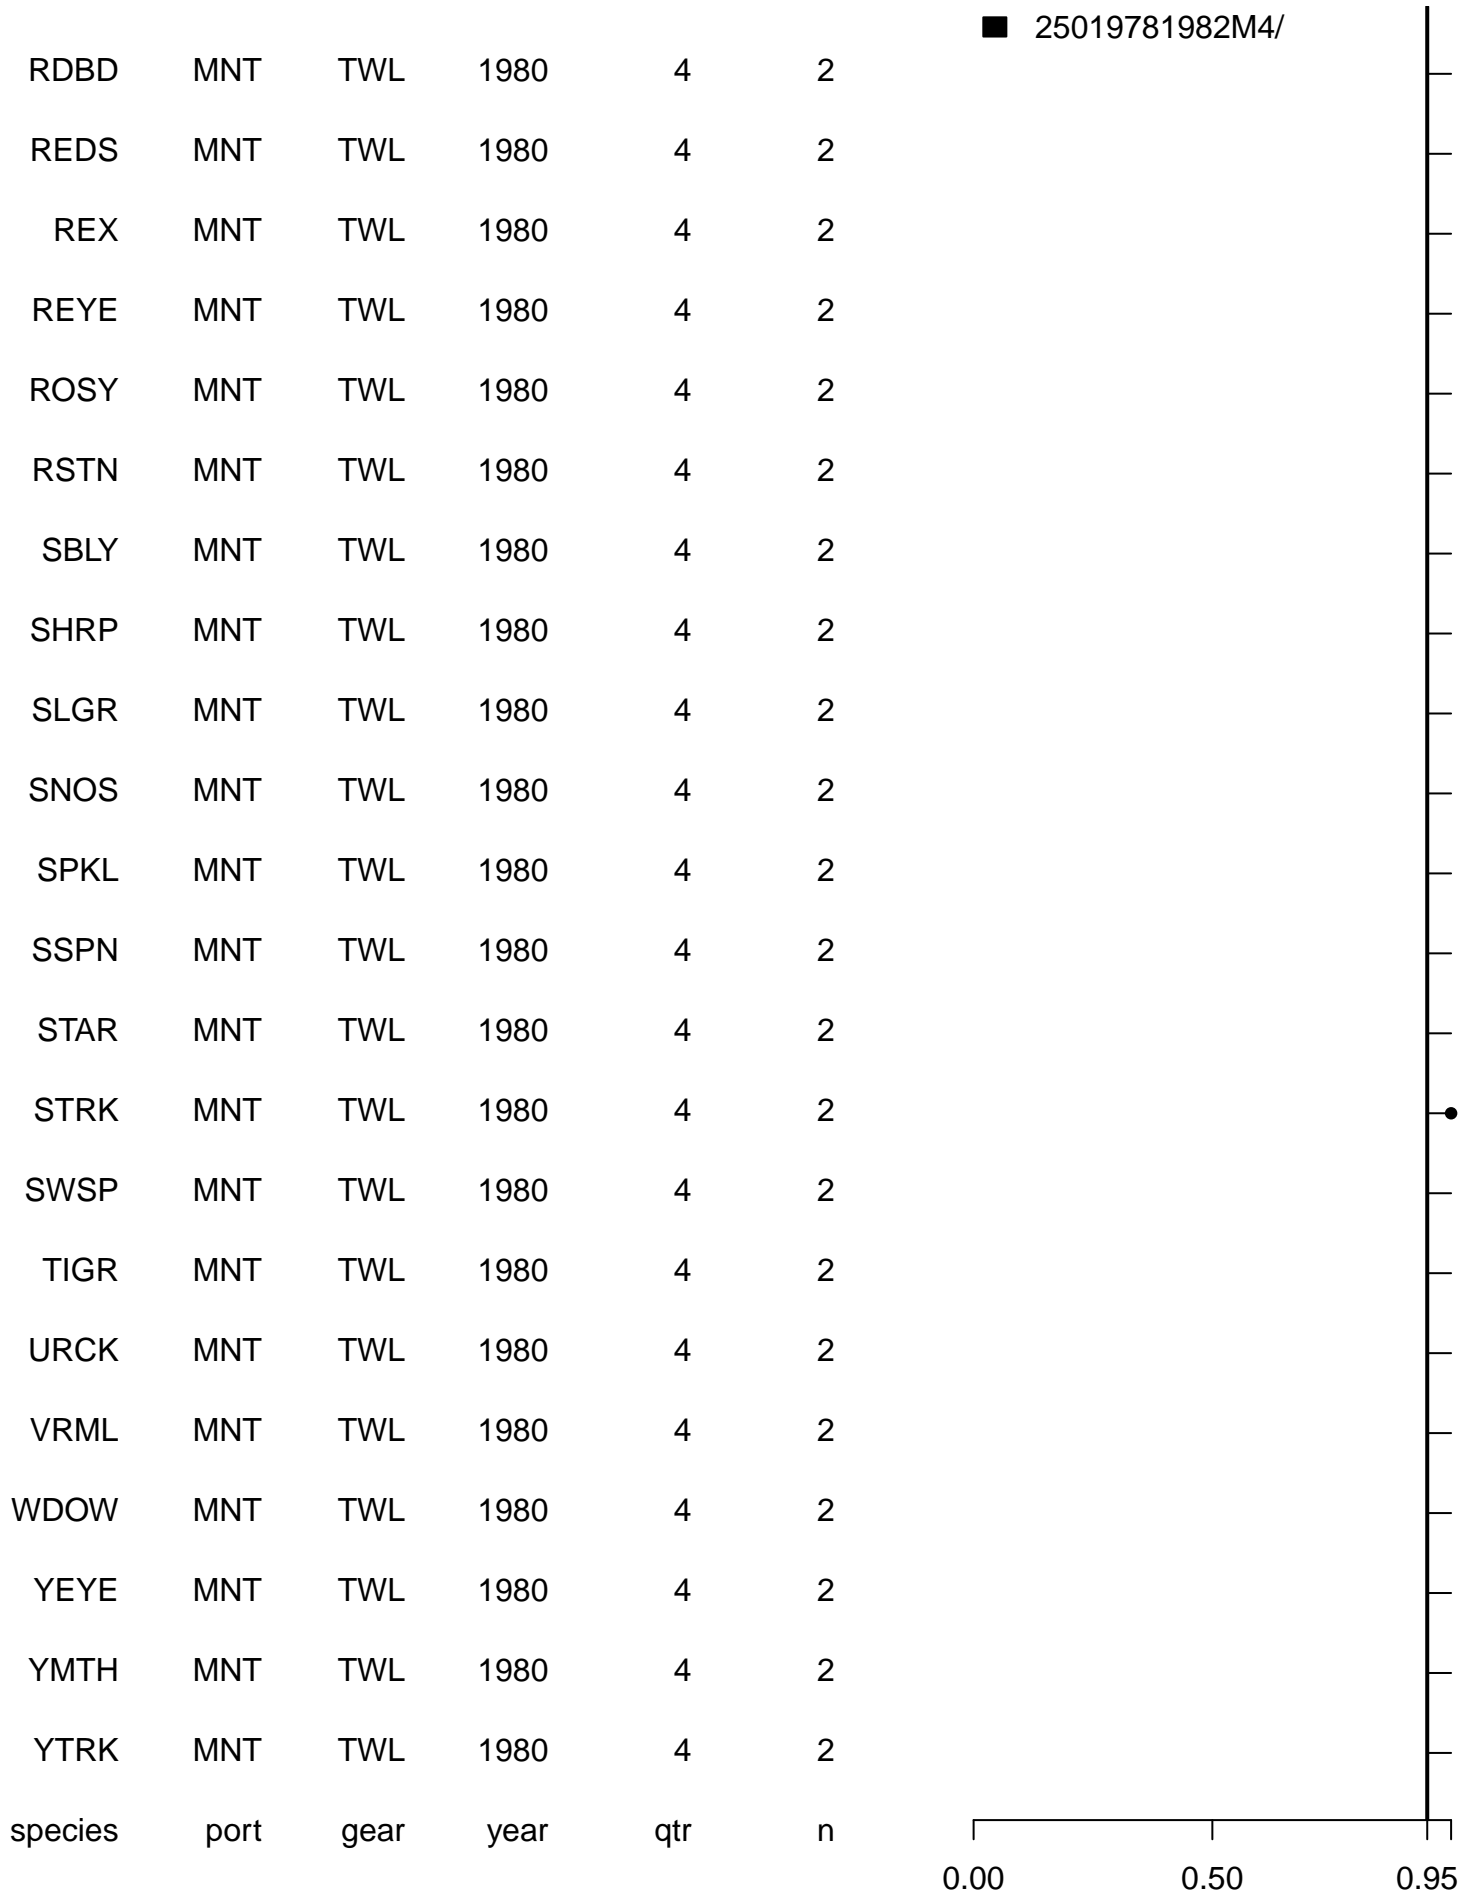 25019781982M4/
RDBD MNT TWL 1980 4 2
REDS MNT TWL 1980 4 2
REX MNT TWL 1980 4 2
REYE MNT TWL 1980 4 2
ROSY MNT TWL 1980 4 2
RSTN MNT TWL 1980 4 2
SBLY MNT TWL 1980 4 2
SHRP MNT TWL 1980 4 2
SLGR MNT TWL 1980 4 2
SNOS MNT TWL 1980 4 2
SPKL MNT TWL 1980 4 2
SSPN MNT TWL 1980 4 2
STAR MNT TWL 1980 4 2
STRK MNT TWL 1980 4 2
SWSP MNT TWL 1980 4 2
TIGR MNT TWL 1980 4 2
URCK MNT TWL 1980 4 2
VRML MNT TWL 1980 4 2
WDOW MNT TWL 1980 4 2
YEYE MNT TWL 1980 4 2
YMTH MNT TWL 1980 4 2
YTRK MNT TWL 1980 4 2
species port gear year qtr n
0.00 0.50 0.95